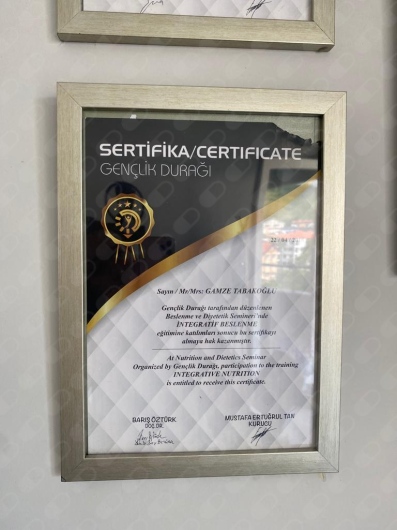 SERTİFİKA/CERTIFICATE
GENÇLİK DURAĞI
Sayın / Mr/Mrs: GAMZE TABAKOĞLU
Gençlik Durağı tarafından düzenlenen
Beslenme ve Diyetetik Semineri'nde
İNTEGRATİF BESLENME
eğitimine katılımları sonucu bu sertifikayı
almaya hak kazanmıştır.
At Nutrition and Dietetics Seminar
Organized by Gençlik Durağı, participation to the training
INTEGRATIVE NUTRITION
is entitled to receive this certificate.
BARIŞ ÖZTÜRK
DOÇ.DR.
MUSTAFA ERTUĞRUL TAN
KURUCU